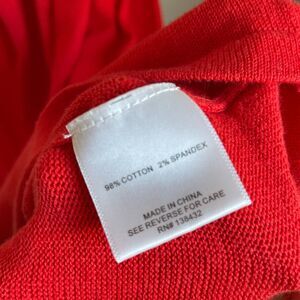 98% COTTON 2% SPANDEX
MADE IN CHINA
SEE REVERSE FOR CARE
RN# 138432